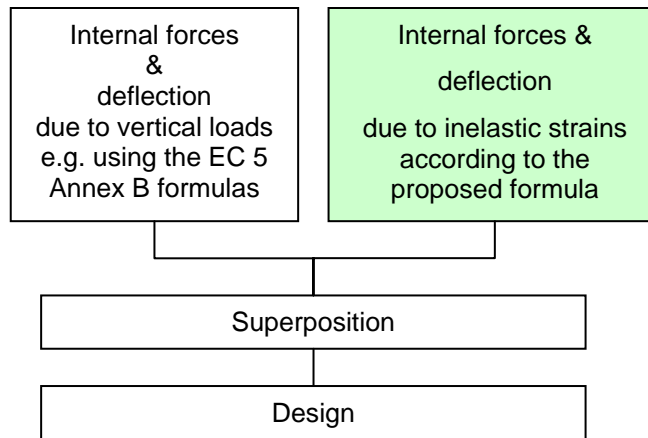 Internal forces
&
deflection
due to vertical loads
e.g. using the EC 5
Annex B formulas
Internal forces &
deflection
due to inelastic strains
according to the
proposed formula
Superposition
Design